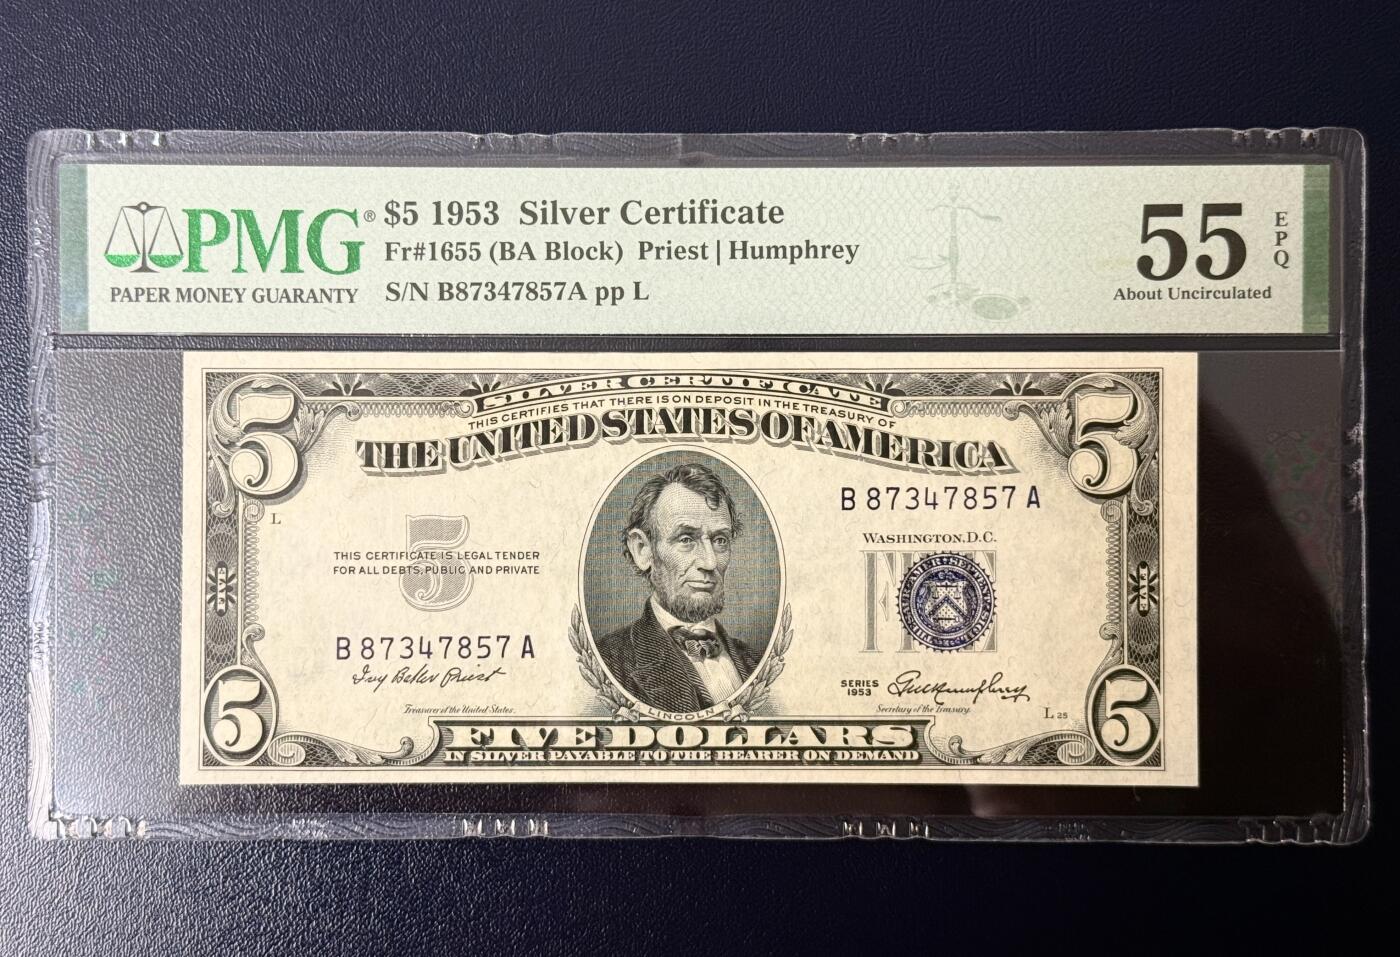 PMG®
PAPER MONEY GUARANTY
$5 1953 Silver Certificate
Fr#1655 (BA Block) Priest | Humphrey
S/N B87347857A pp L
55
EPQ
About Uncirculated
5
5
SILVER CERTIFICATE
THIS CERTIFIES THAT THERE IS ON DEPOSIT IN THE TREASURY OF
THE UNITED STATES OF AMERICA
B 87347857 A
L
WASHINGTON, D.C.
5
THIS CERTIFICATE IS LEGAL TENDER
FOR ALL DEBTS, PUBLIC AND PRIVATE
FIVE
FIVE
B 87347857 A
Ivy Baker Priest
Treasurer of the United States.
SERIES
1953
G M Humphrey
Secretary of the Treasury.
L 25
LINCOLN
5
5
FIVE DOLLARS
IN SILVER PAYABLE TO THE BEARER ON DEMAND